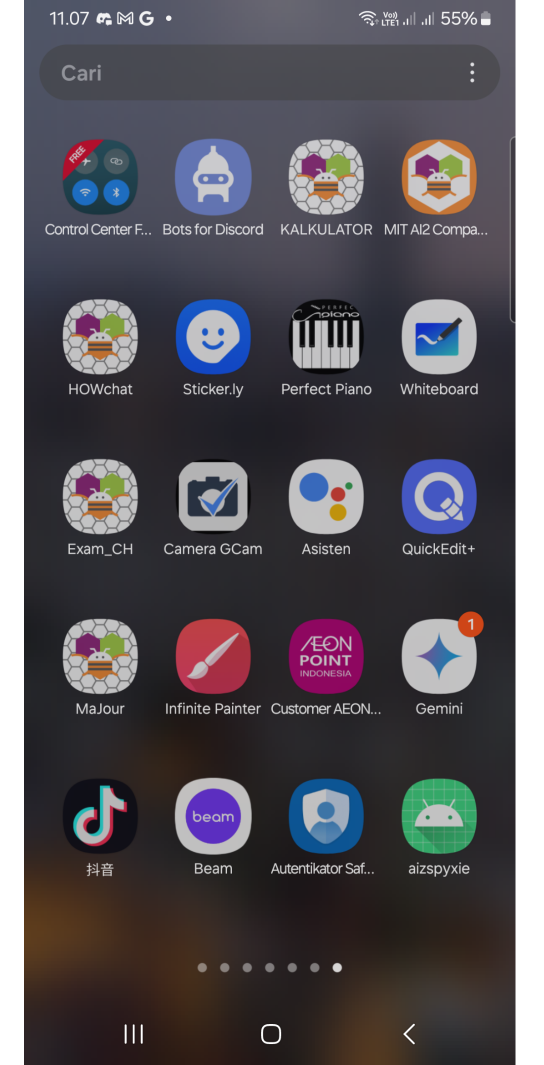 11.07
55%
Vo))
LTE1
Cari
FREE
Control Center F...
Bots for Discord
KALKULATOR
MIT AI2 Compa...
HOWchat
Sticker.ly
PERFECT
piano
Perfect Piano
Whiteboard
Exam_CH
Camera GCam
Asisten
QuickEdit+
MaJour
Infinite Painter
ÆON
POINT
INDONESIA
Customer AEON...
1
Gemini
抖音
beam
Beam
Autentikator Saf...
aizspyxie